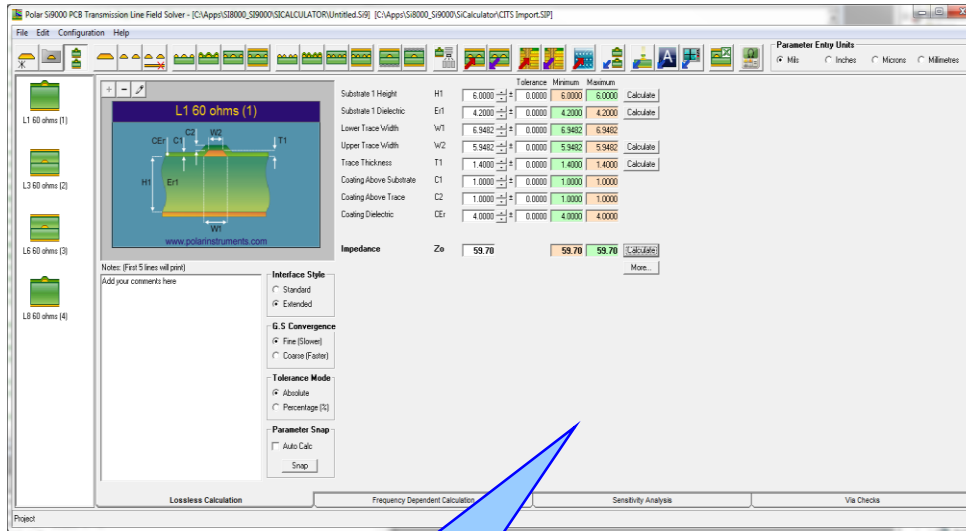 Polar Si9000 PCB Transmission Line Field Solver - [C:\Apps\SI8000_SI9000\SICALCULATOR\Untitled.Si9] [C:\Apps\Si8000_Si9000\SiCalculator\CITS Import.SIP]
File Edit Configuration Help
Parameter Entry Units
Mils Inches Microns Millimetres
L1 60 ohms (1)
L3 60 ohms (2)
L6 60 ohms (3)
L8 60 ohms (4)
+ -
L1 60 ohms (1)
C2 W2
CEr C1 T1
H1 Er1
W1
www.polarinstruments.com
Tolerance Minimum Maximum
Substrate 1 Height H1 6.0000 ± 0.0000 6.0000 6.0000 Calculate
Substrate 1 Dielectric Er1 4.2000 ± 0.0000 4.2000 4.2000 Calculate
Lower Trace Width W1 6.9482 ± 0.0000 6.9482 6.9482
Upper Trace Width W2 5.9482 ± 0.0000 5.9482 5.9482 Calculate
Trace Thickness T1 1.4000 ± 0.0000 1.4000 1.4000 Calculate
Coating Above Substrate C1 1.0000 ± 0.0000 1.0000 1.0000
Coating Above Trace C2 1.0000 ± 0.0000 1.0000 1.0000
Coating Dielectric CEr 4.0000 ± 0.0000 4.0000 4.0000
Impedance Zo 59.70 59.70 59.70 Calculate
More...
Notes: (First 5 lines will print)
Add your comments here
Interface Style
Standard
Extended
G.S Convergence
Fine (Slower)
Coarse (Faster)
Tolerance Mode
Absolute
Percentage (%)
Parameter Snap
Auto Calc
Snap
Lossless Calculation Frequency Dependent Calculation Sensitivity Analysis Via Checks
Project